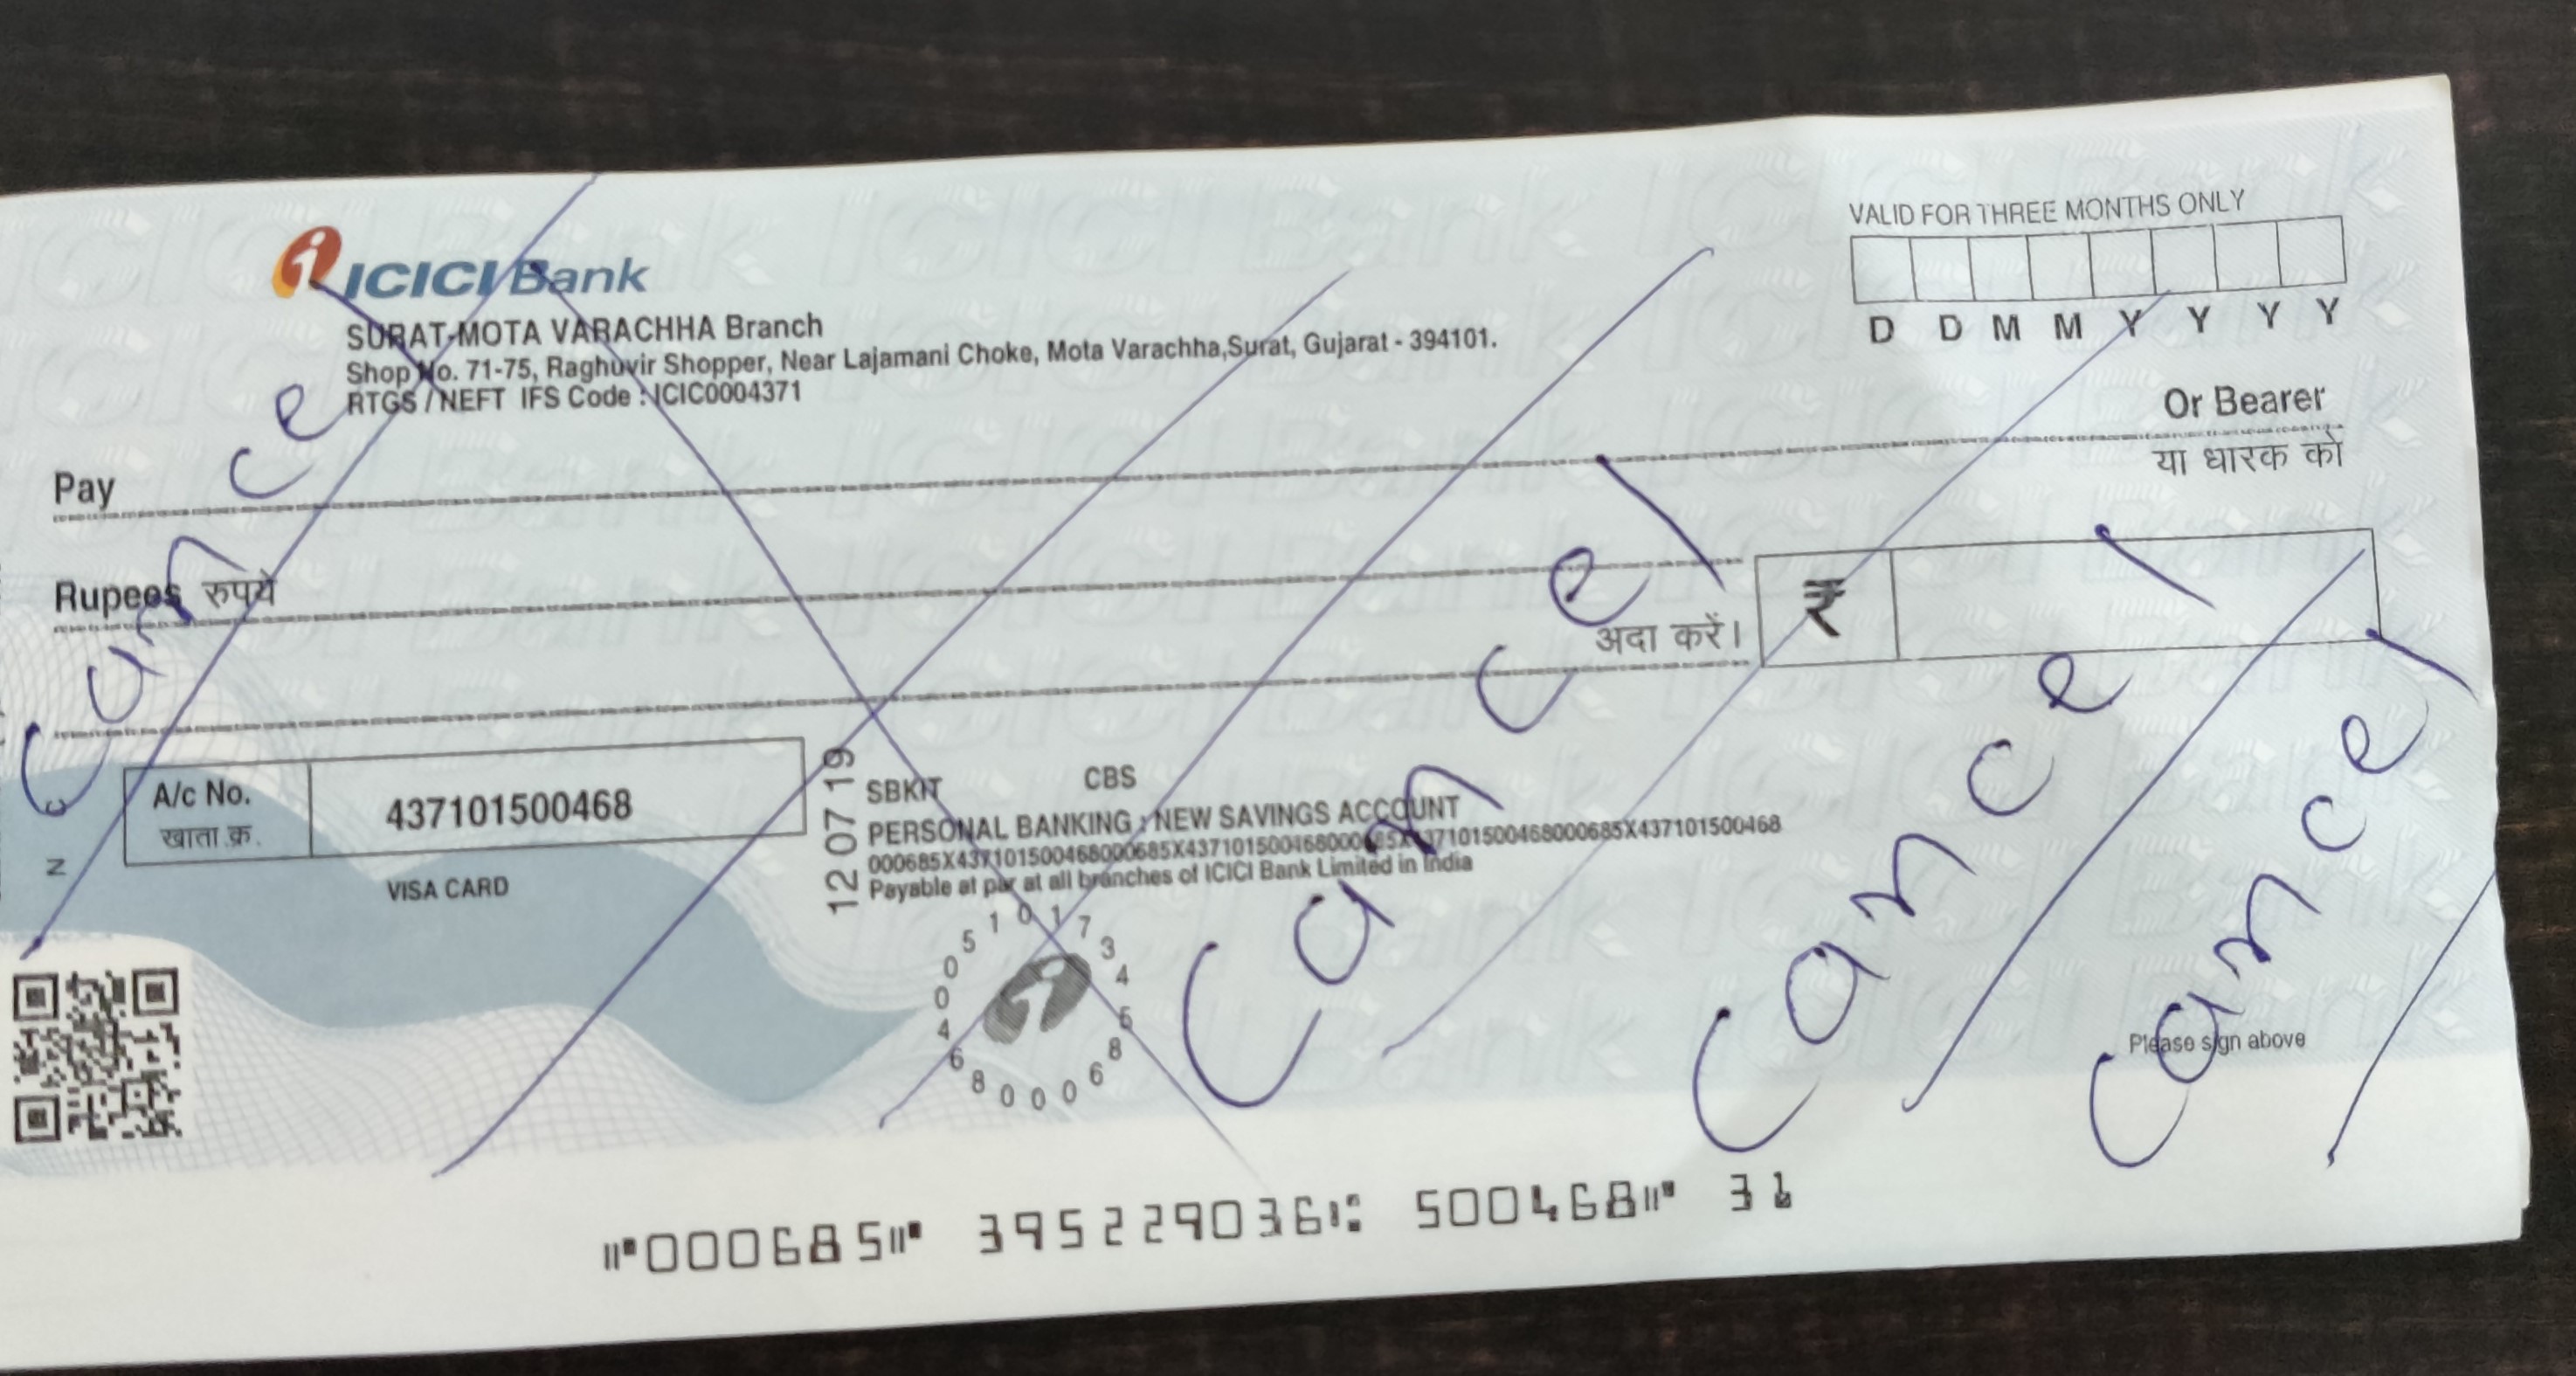 VALID FOR THREE MONTHS ONLY
D D M M Y Y Y Y
ICICI Bank
SURAT-MOTA VARACHHA Branch
Shop No. 71-75, Raghuvir Shopper, Near Lajamani Choke, Mota Varachha,Surat, Gujarat - 394101.
RTGS / NEFT IFS Code : ICIC0004371
Pay
Or Bearer
या धारक को
Rupees रुपये
अदा करें।
₹
A/c No.
खाता क्र.
437101500468
VISA CARD
12 07 19
SBKIT CBS
PERSONAL BANKING : NEW SAVINGS ACCOUNT
000685X437101500468000685X437101500468000685X437101500468000685X437101500468
Payable at par at all branches of ICICI Bank Limited in India
Please sign above
Cancel
Cancel
Cancel
Cancel
000685 395229036 500468 31